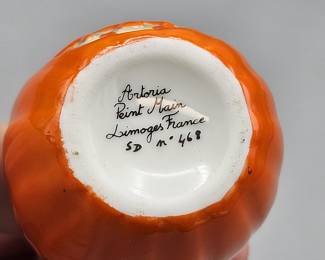 Artoria
Peint Main
Limoges France
SD n° 468